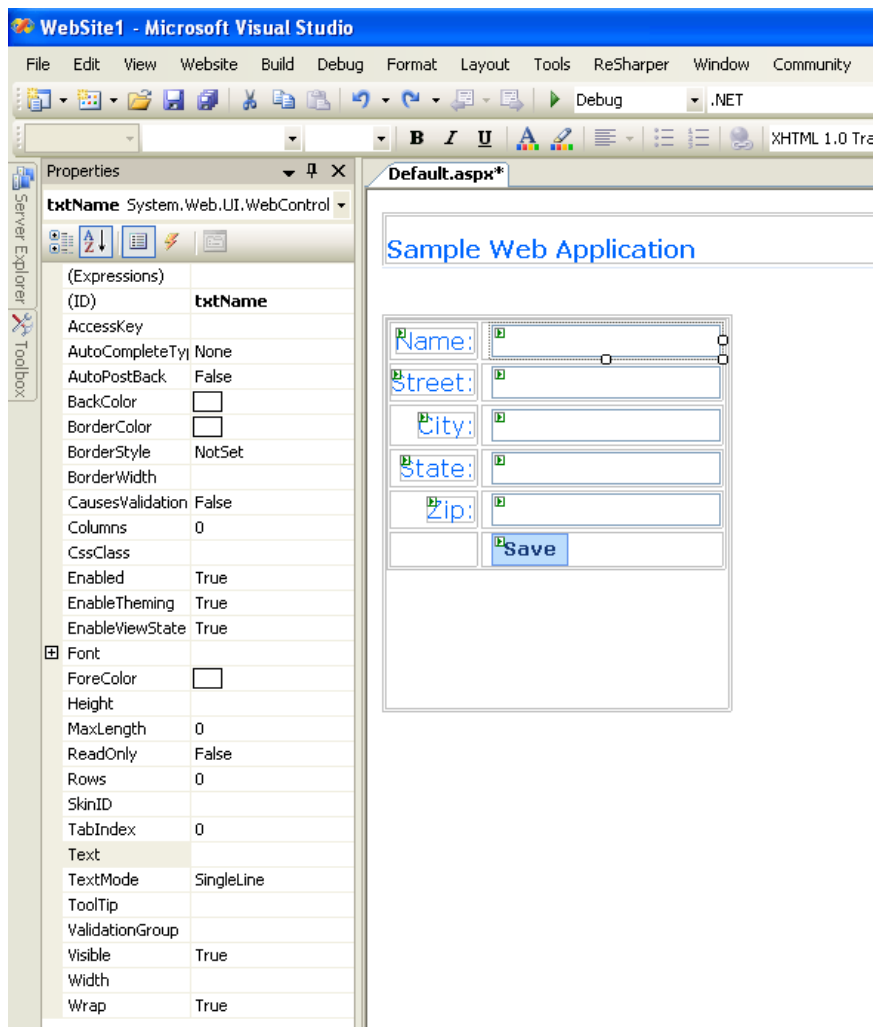 WebSite1 - Microsoft Visual Studio
File Edit View Website Build Debug Format Layout Tools ReSharper Window Community
Debug .NET
B I U A XHTML 1.0 Tra
Server Explorer
Toolbox
Properties
txtName System.Web.UI.WebControl
A Z
(Expressions)
(ID) txtName
AccessKey
AutoCompleteTyp None
AutoPostBack False
BackColor
BorderColor
BorderStyle NotSet
BorderWidth
CausesValidation False
Columns 0
CssClass
Enabled True
EnableTheming True
EnableViewState True
Font
ForeColor
Height
MaxLength 0
ReadOnly False
Rows 0
SkinID
TabIndex 0
Text
TextMode SingleLine
ToolTip
ValidationGroup
Visible True
Width
Wrap True
Default.aspx*
Sample Web Application
Name:
Street:
City:
State:
Zip:
Save